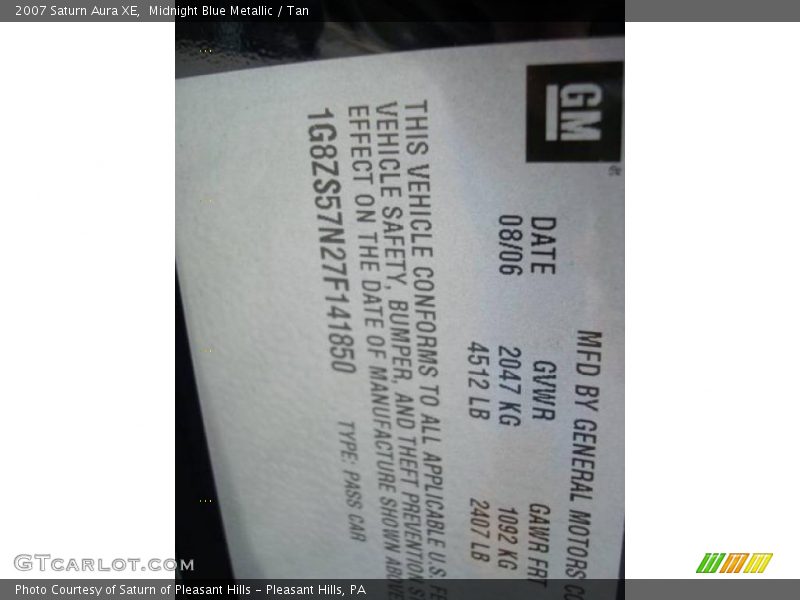 2007 Saturn Aura XE, Midnight Blue Metallic / Tan
GM
MFD BY GENERAL MOTORS
DATE GVWR GAWR FRT
08/06 2047 KG 1092 KG
4512 LB 2407 LB
THIS VEHICLE CONFORMS TO ALL APPLICABLE U.S.
VEHICLE SAFETY, BUMPER, AND THEFT PREVENTION
EFFECT ON THE DATE OF MANUFACTURE SHOWN ABOVE
1G8ZS57N27F141850 TYPE: PASS CAR
GTcarlot.com
Photo Courtesy of Saturn of Pleasant Hills - Pleasant Hills, PA